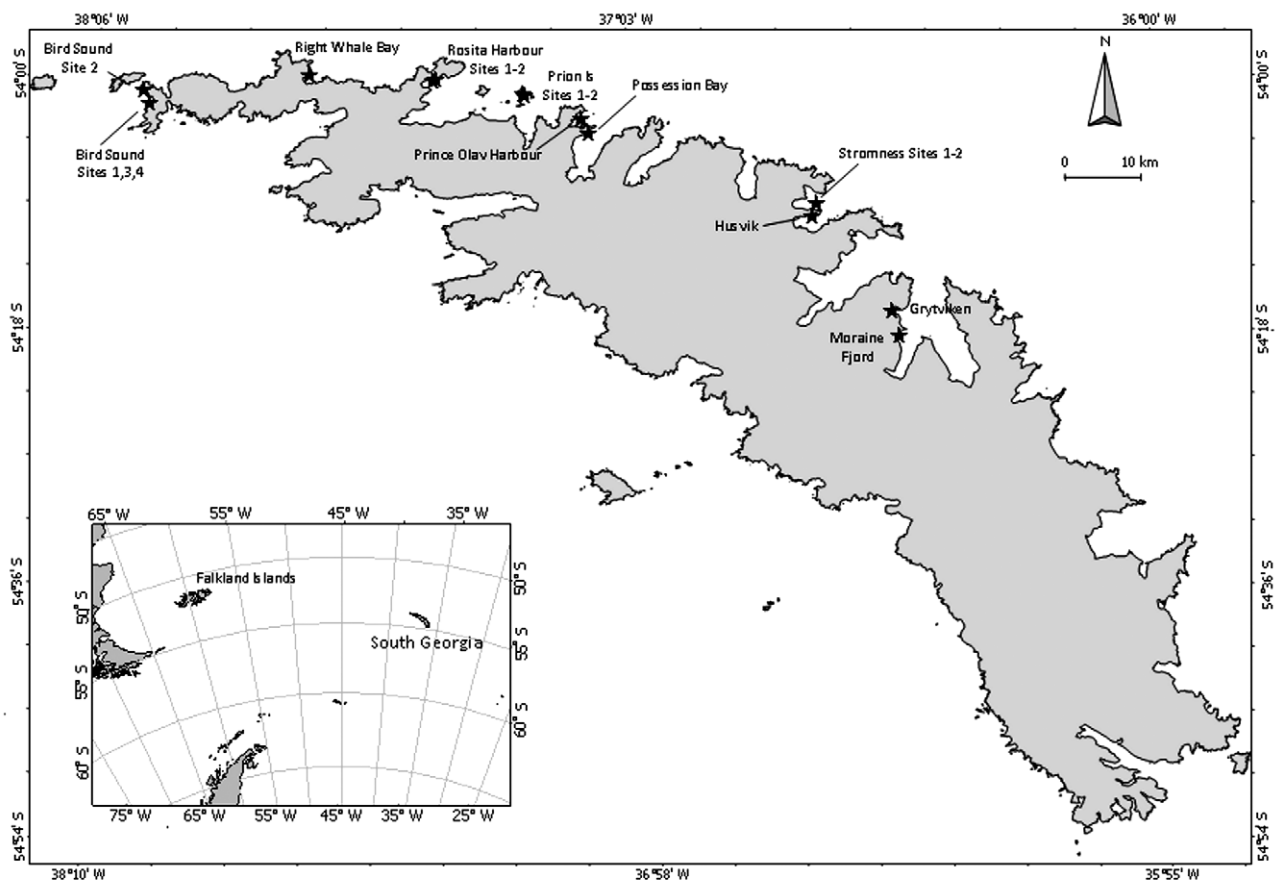 38°06' W
37°03' W
36°00' W
54°00' S
54°00' S
Bird Sound
Site 2
Right Whale Bay
Rosita Harbour
Sites 1-2
Prion Is
Sites 1-2
Possession Bay
N
Bird Sound
Sites 1,3,4
Prince Olav Harbour
Stromness Sites 1-2
0 10 km
Husvik
Grytviken
Moraine
Fjord
54°18' S
54°18' S
65° W
55° W
45° W
35° W
Falkland Islands
South Georgia
50° S
55° S
60° S
50° S
55° S
60° S
75° W
65° W
55° W
45° W
35° W
25° W
54°36' S
54°36' S
54°54' S
54°54' S
38°10' W
36°58' W
35°55' W